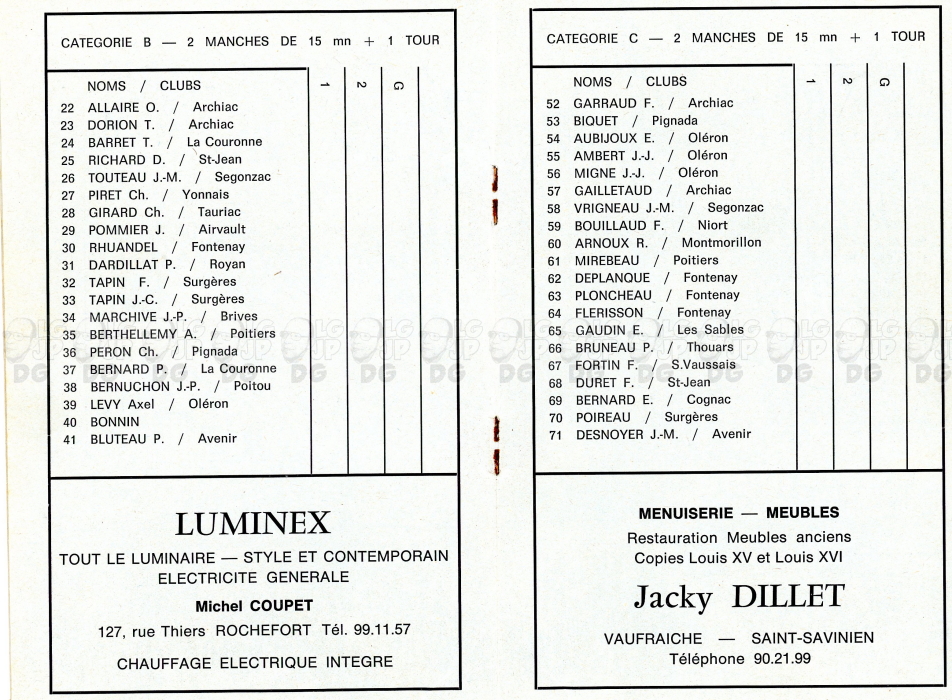 CATEGORIE B — 2 MANCHES DE 15 mn + 1 TOUR
NOMS / CLUBS 1 2 G
22 ALLAIRE O. / Archiac
23 DORION T. / Archiac
24 BARRET T. / La Couronne
25 RICHARD D. / St-Jean
26 TOUTEAU J.-M. / Segonzac
27 PIRET Ch. / Yonnais
28 GIRARD Ch. / Tauriac
29 POMMIER J. / Airvault
30 RHUANDEL / Fontenay
31 DARDILLAT P. / Royan
32 TAPIN F. / Surgères
33 TAPIN J.-C. / Surgères
34 MARCHIVE J.-P. / Brives
35 BERTHELLEMY A. / Poitiers
36 PERON Ch. / Pignada
37 BERNARD P. / La Couronne
38 BERNUCHON J.-P. / Poitou
39 LEVY Axel / Oléron
40 BONNIN
41 BLUTEAU P. / Avenir
LUMINEX
TOUT LE LUMINAIRE — STYLE ET CONTEMPORAIN
ELECTRICITE GENERALE
Michel COUPET
127, rue Thiers ROCHEFORT Tél. 99.11.57
CHAUFFAGE ELECTRIQUE INTEGRE
CATEGORIE C — 2 MANCHES DE 15 mn + 1 TOUR
NOMS / CLUBS 1 2 G
52 GARRAUD F. / Archiac
53 BIQUET / Pignada
54 AUBIJOUX E. / Oléron
55 AMBERT J.-J. / Oléron
56 MIGNE J.-J. / Oléron
57 GAILLETAUD / Archiac
58 VRIGNEAU J.-M. / Segonzac
59 BOUILLAUD F. / Niort
60 ARNOUX R. / Montmorillon
61 MIREBEAU / Poitiers
62 DEPLANQUE / Fontenay
63 PLONCHEAU / Fontenay
64 FLERISSON / Fontenay
65 GAUDIN E. / Les Sables
66 BRUNEAU P. / Thouars
67 FORTIN F. / S.Vaussais
68 DURET F. / St-Jean
69 BERNARD E. / Cognac
70 POIREAU / Surgères
71 DESNOYER J.-M. / Avenir
MENUISERIE — MEUBLES
Restauration Meubles anciens
Copies Louis XV et Louis XVI
Jacky DILLET
VAUFRAICHE — SAINT-SAVINIEN
Téléphone 90.21.99